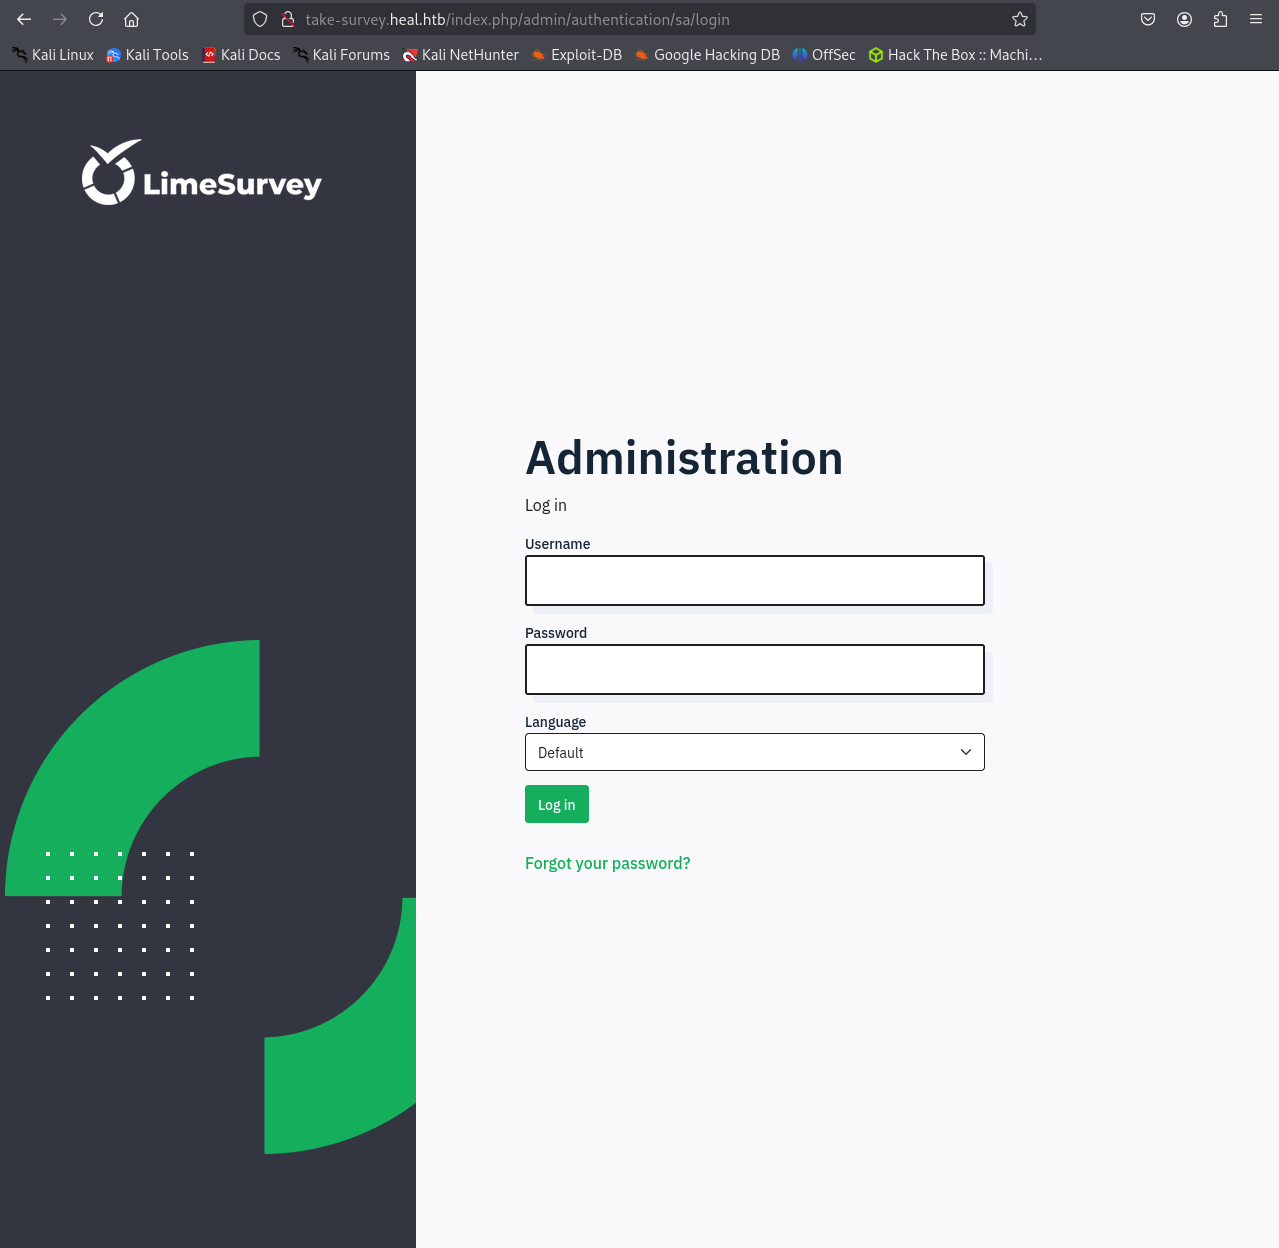 take-survey.heal.htb/index.php/admin/authentication/sa/login
Kali Linux Kali Tools Kali Docs Kali Forums Kali NetHunter Exploit-DB Google Hacking DB OffSec Hack The Box :: Machi…
LimeSurvey
Administration
Log in
Username
Password
Language
Default
Log in
Forgot your password?